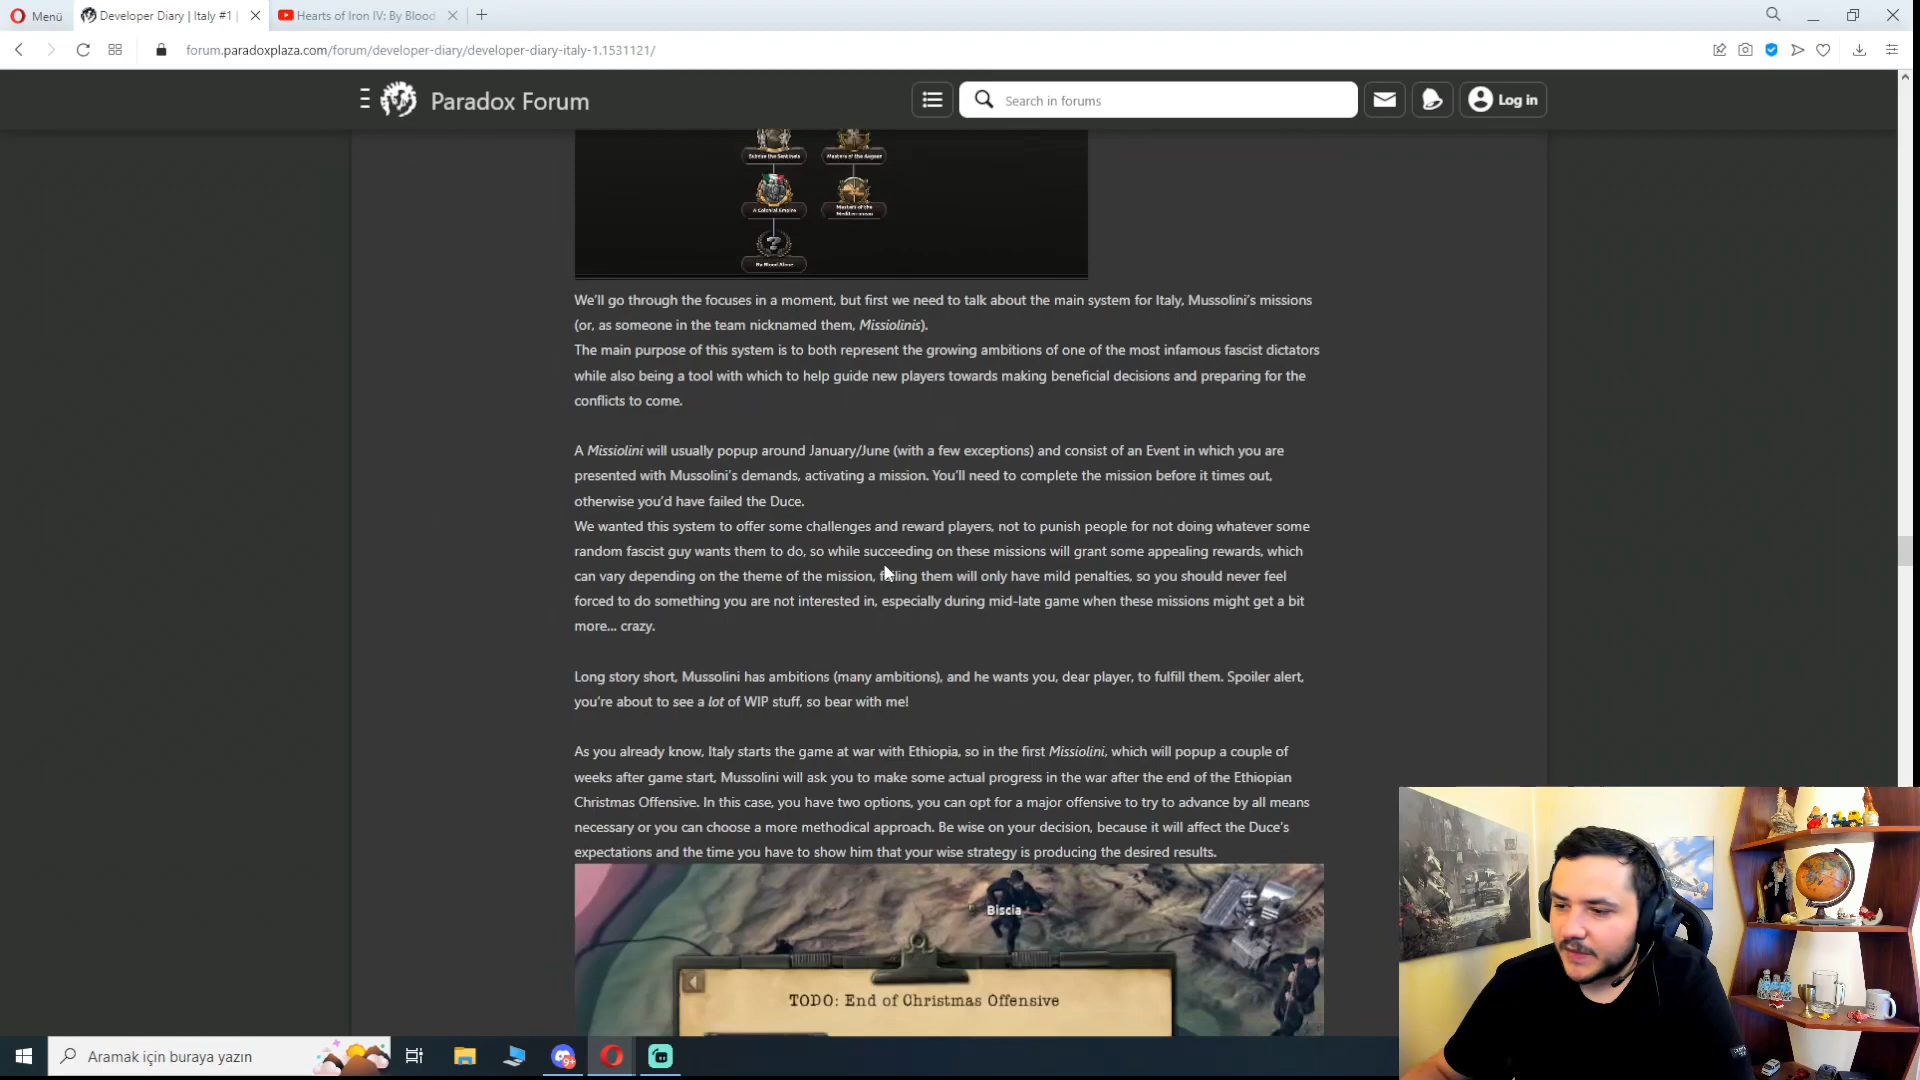 Menü
Developer Diary | Italy #1 |
Hearts of Iron IV: By Blood
forum.paradoxplaza.com/forum/developer-diary/developer-diary-italy-1.1531121/
Paradox Forum
Search in forums
Log in
Subdue the Sentinels
Masters of the Aegean
A Colonial Empire
Masters of the Mediterranean
By Blood Alone
We'll go through the focuses in a moment, but first we need to talk about the main system for Italy, Mussolini's missions
(or, as someone in the team nicknamed them, Missiolinis).
The main purpose of this system is to both represent the growing ambitions of one of the most infamous fascist dictators
while also being a tool with which to help guide new players towards making beneficial decisions and preparing for the
conflicts to come.
A Missiolini will usually popup around January/June (with a few exceptions) and consist of an Event in which you are
presented with Mussolini's demands, activating a mission. You'll need to complete the mission before it times out,
otherwise you'd have failed the Duce.
We wanted this system to offer some challenges and reward players, not to punish people for not doing whatever some
random fascist guy wants them to do, so while succeeding on these missions will grant some appealing rewards, which
can vary depending on the theme of the mission, failing them will only have mild penalties, so you should never feel
forced to do something you are not interested in, especially during mid-late game when these missions might get a bit
more... crazy.
Long story short, Mussolini has ambitions (many ambitions), and he wants you, dear player, to fulfill them. Spoiler alert,
you're about to see a lot of WIP stuff, so bear with me!
As you already know, Italy starts the game at war with Ethiopia, so in the first Missiolini, which will popup a couple of
weeks after game start, Mussolini will ask you to make some actual progress in the war after the end of the Ethiopian
Christmas Offensive. In this case, you have two options, you can opt for a major offensive to try to advance by all means
necessary or you can choose a more methodical approach. Be wise on your decision, because it will affect the Duce's
expectations and the time you have to show him that your wise strategy is producing the desired results.
Biscia
TODO: End of Christmas Offensive
Aramak için buraya yazın
9+